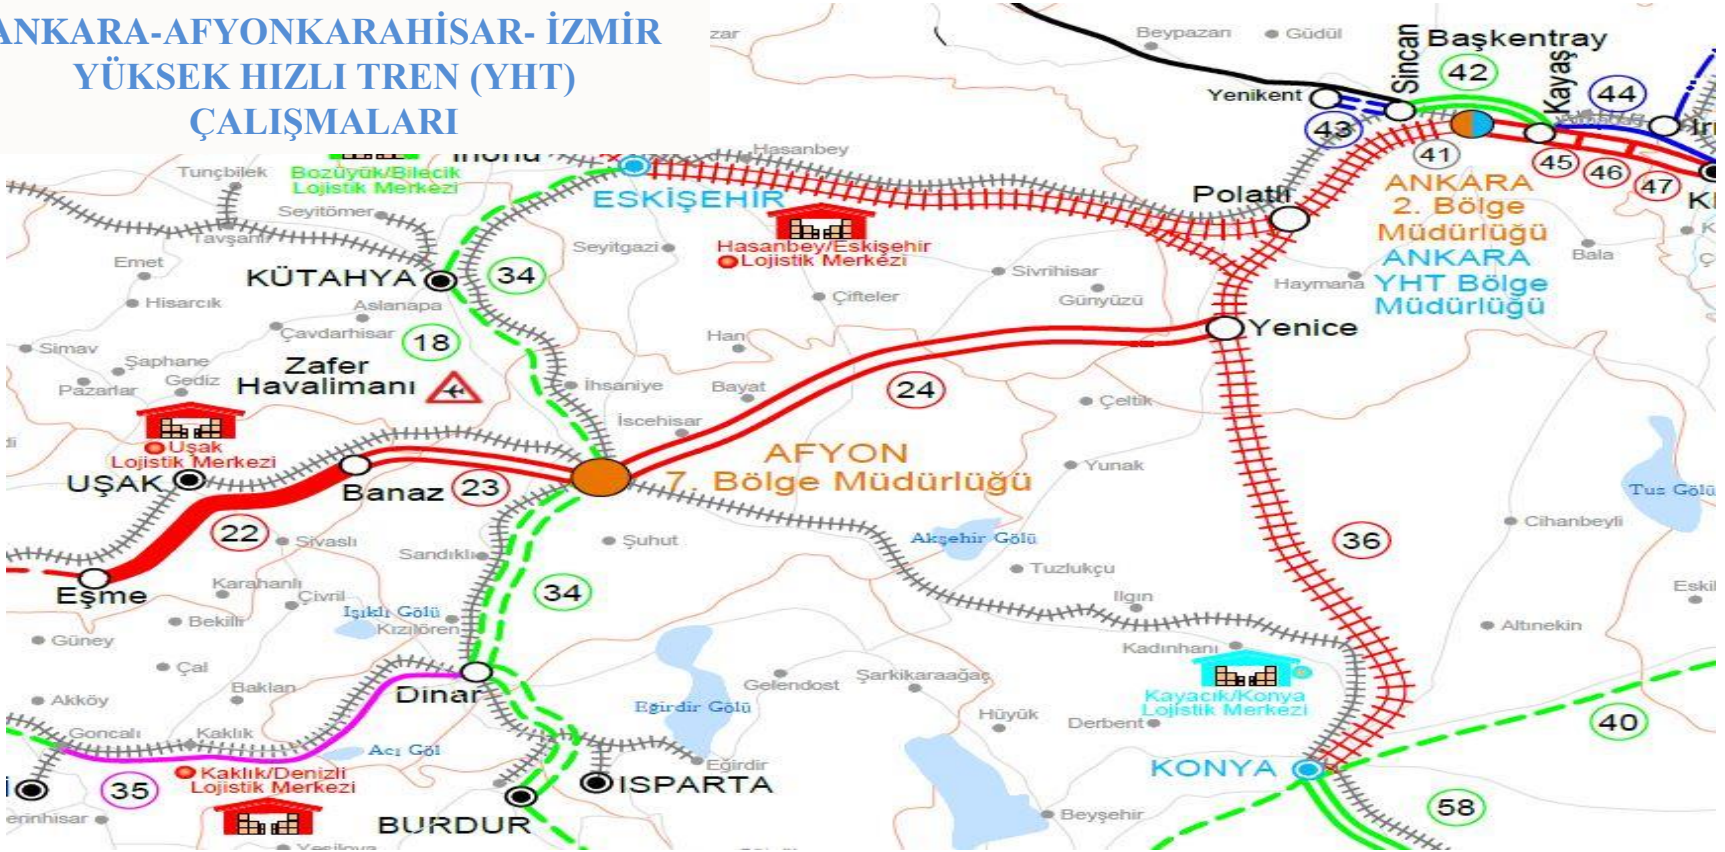 ANKARA-AFYONKARAHİSAR- İZMİR
YÜKSEK HIZLI TREN (YHT)
ÇALIŞMALARI
zar
Beypazarı
Güdül
Sincan
Başkentray
42
Kayaş
44
Yenikent
43
41
45
46
47
ANKARA
2. Bölge
Müdürlüğü
ANKARA
YHT Bölge
Müdürlüğü
Bala
Haymana
Polatlı
Hasanbey
Bozüyük/Bilecik
Lojistik Merkezi
ESKİŞEHİR
Hasanbey/Eskişehir
Lojistik Merkezi
Tunçbilek
Seyitömer
Tavşanlı
Emet
Hisarcık
KÜTAHYA
34
Seyitgazi
Sivrihisar
Günyüzü
Çifteler
Aslanapa
Çavdarhisar
18
Han
Yenice
Simav
Şaphane
Pazarlar
Gediz
Zafer
Havalimanı
İhsaniye
Bayat
24
Çeltik
İscehisar
Uşak
Lojistik Merkezi
UŞAK
Banaz
23
AFYON
7. Bölge Müdürlüğü
Yunak
Tuz Gölü
Cihanbeyli
22
Sivaslı
Sandıklı
Şuhut
Akşehir Gölü
36
Eşme
Karahanlı
Çivril
Işıklı Gölü
Kızılören
34
Tuzlukçu
Ilgın
Eskil
Güney
Bekilli
Altınekin
Çal
Kadınhanı
Kayacık/Konya
Lojistik Merkezi
Akköy
Baklan
Dinar
Gelendost
Şarkikaraağaç
Eğirdir Gölü
Hüyük
Derbent
40
Goncalı
Kaklık
Acı Göl
Eğirdir
KONYA
35
Kaklık/Denizli
Lojistik Merkezi
ISPARTA
58
BURDUR
Beyşehir